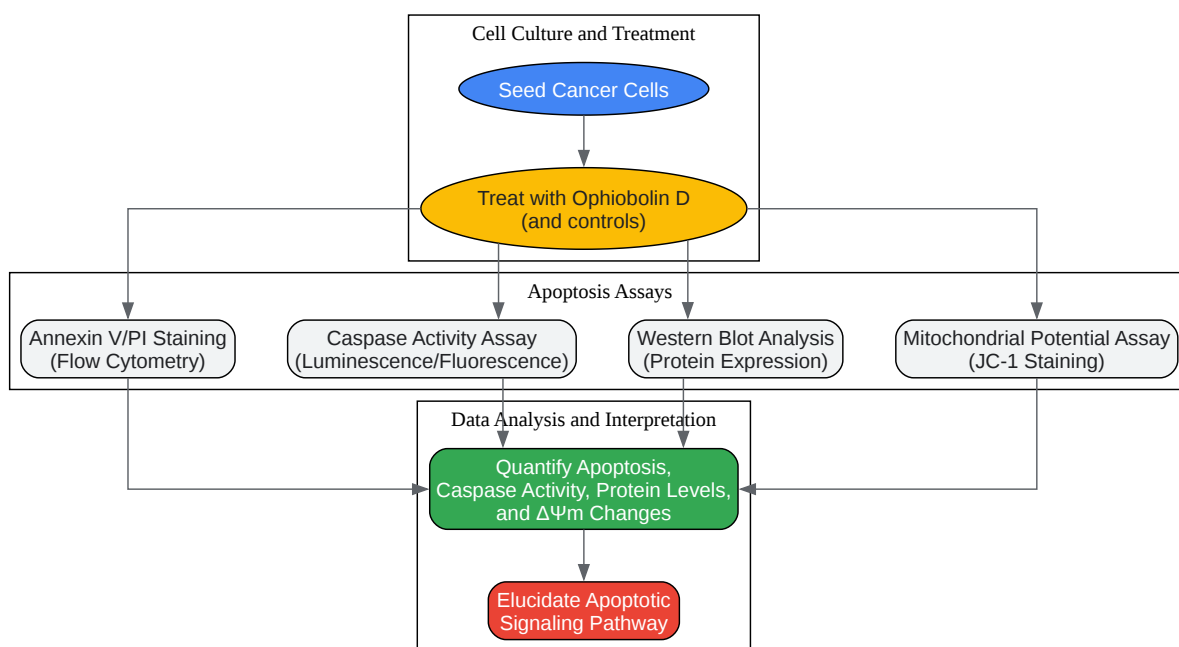 Cell Culture and Treatment
Seed Cancer Cells
Treat with Ophiobolin D
(and controls)
Apoptosis Assays
Annexin V/PI Staining
(Flow Cytometry)
Caspase Activity Assay
(Luminescence/Fluorescence)
Western Blot Analysis
(Protein Expression)
Mitochondrial Potential Assay
(JC-1 Staining)
Data Analysis and Interpretation
Quantify Apoptosis,
Caspase Activity, Protein Levels,
and ΔΨm Changes
Elucidate Apoptotic
Signaling Pathway